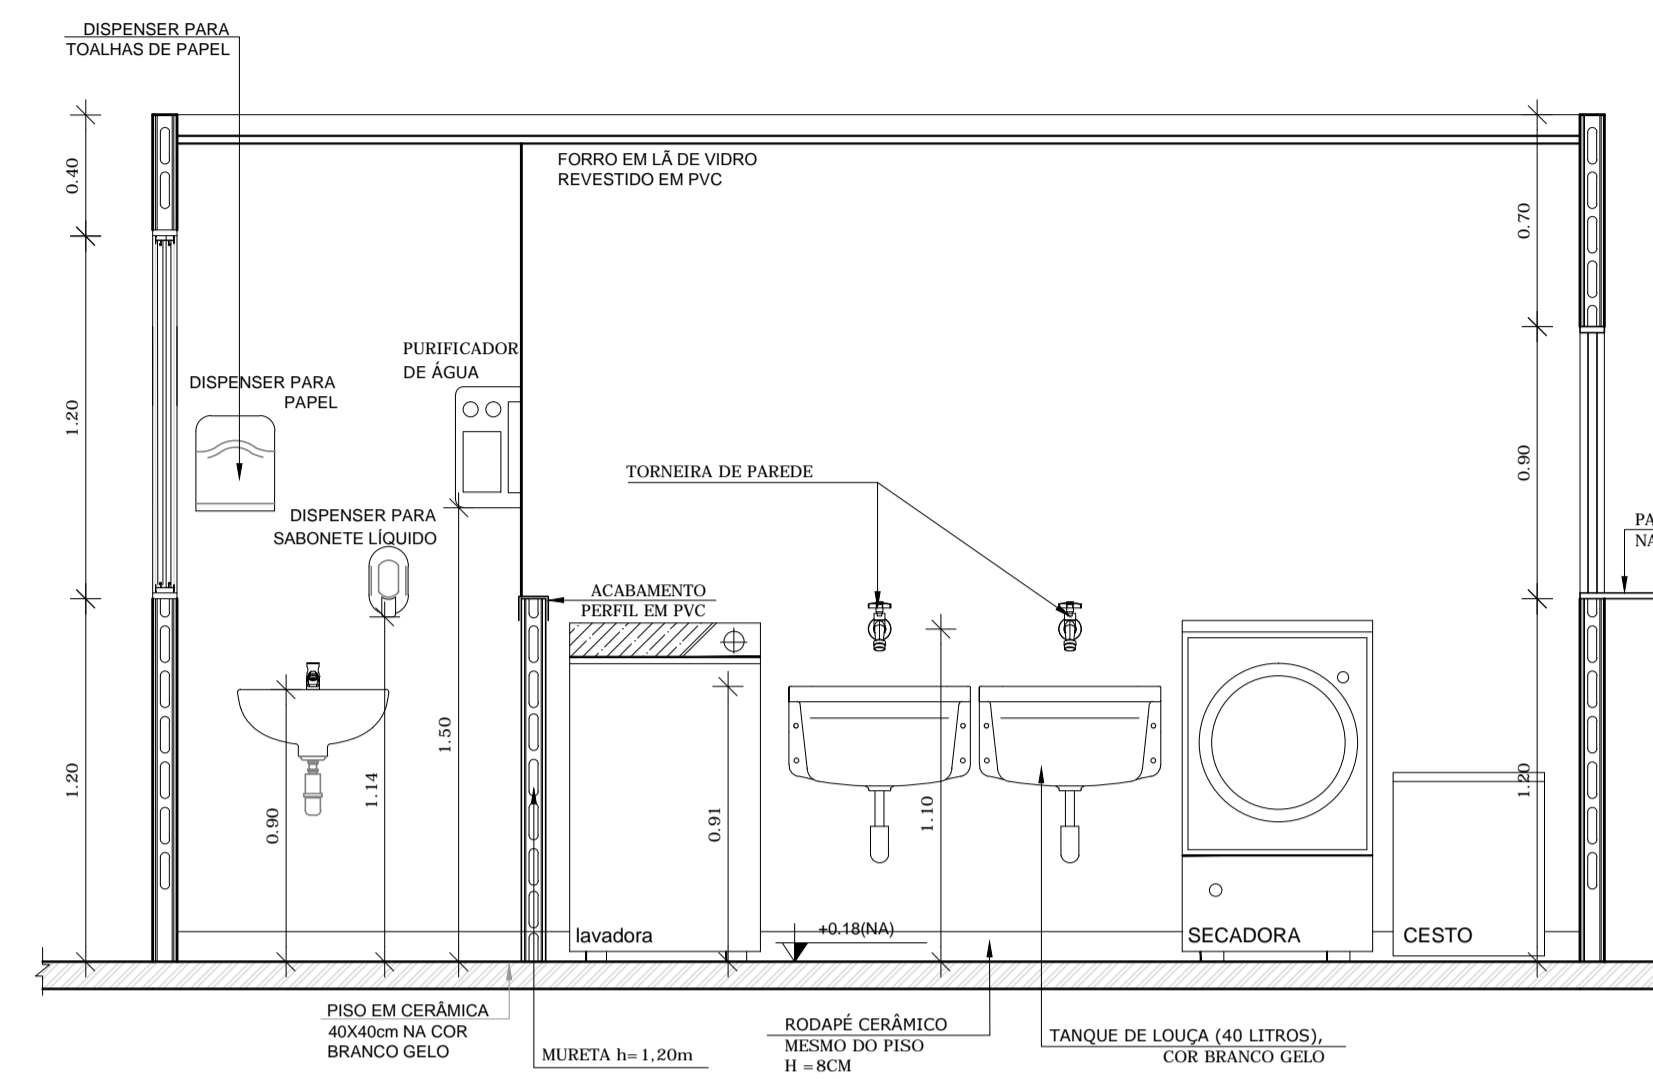 DISPENSER PARA
TOALHAS DE PAPEL
FORRO EM LÃ DE VIDRO
REVESTIDO EM PVC
0.40
0.70
PURIFICADOR
DE ÁGUA
DISPENSER PARA
PAPEL
1.20
0.90
TORNEIRA DE PAREDE
DISPENSER PARA
SABONETE LÍQUIDO
PA
NA
ACABAMENTO
PERFIL EM PVC
1.20
0.90
1.14
1.50
0.91
1.10
1.20
lavadora
+0.18(NA)
SECADORA
CESTO
PISO EM CERÂMICA
40X40cm NA COR
BRANCO GELO
MURETA h=1,20m
RODAPÉ CERÂMICO
MESMO DO PISO
H =8CM
TANQUE DE LOUÇA (40 LITROS),
COR BRANCO GELO